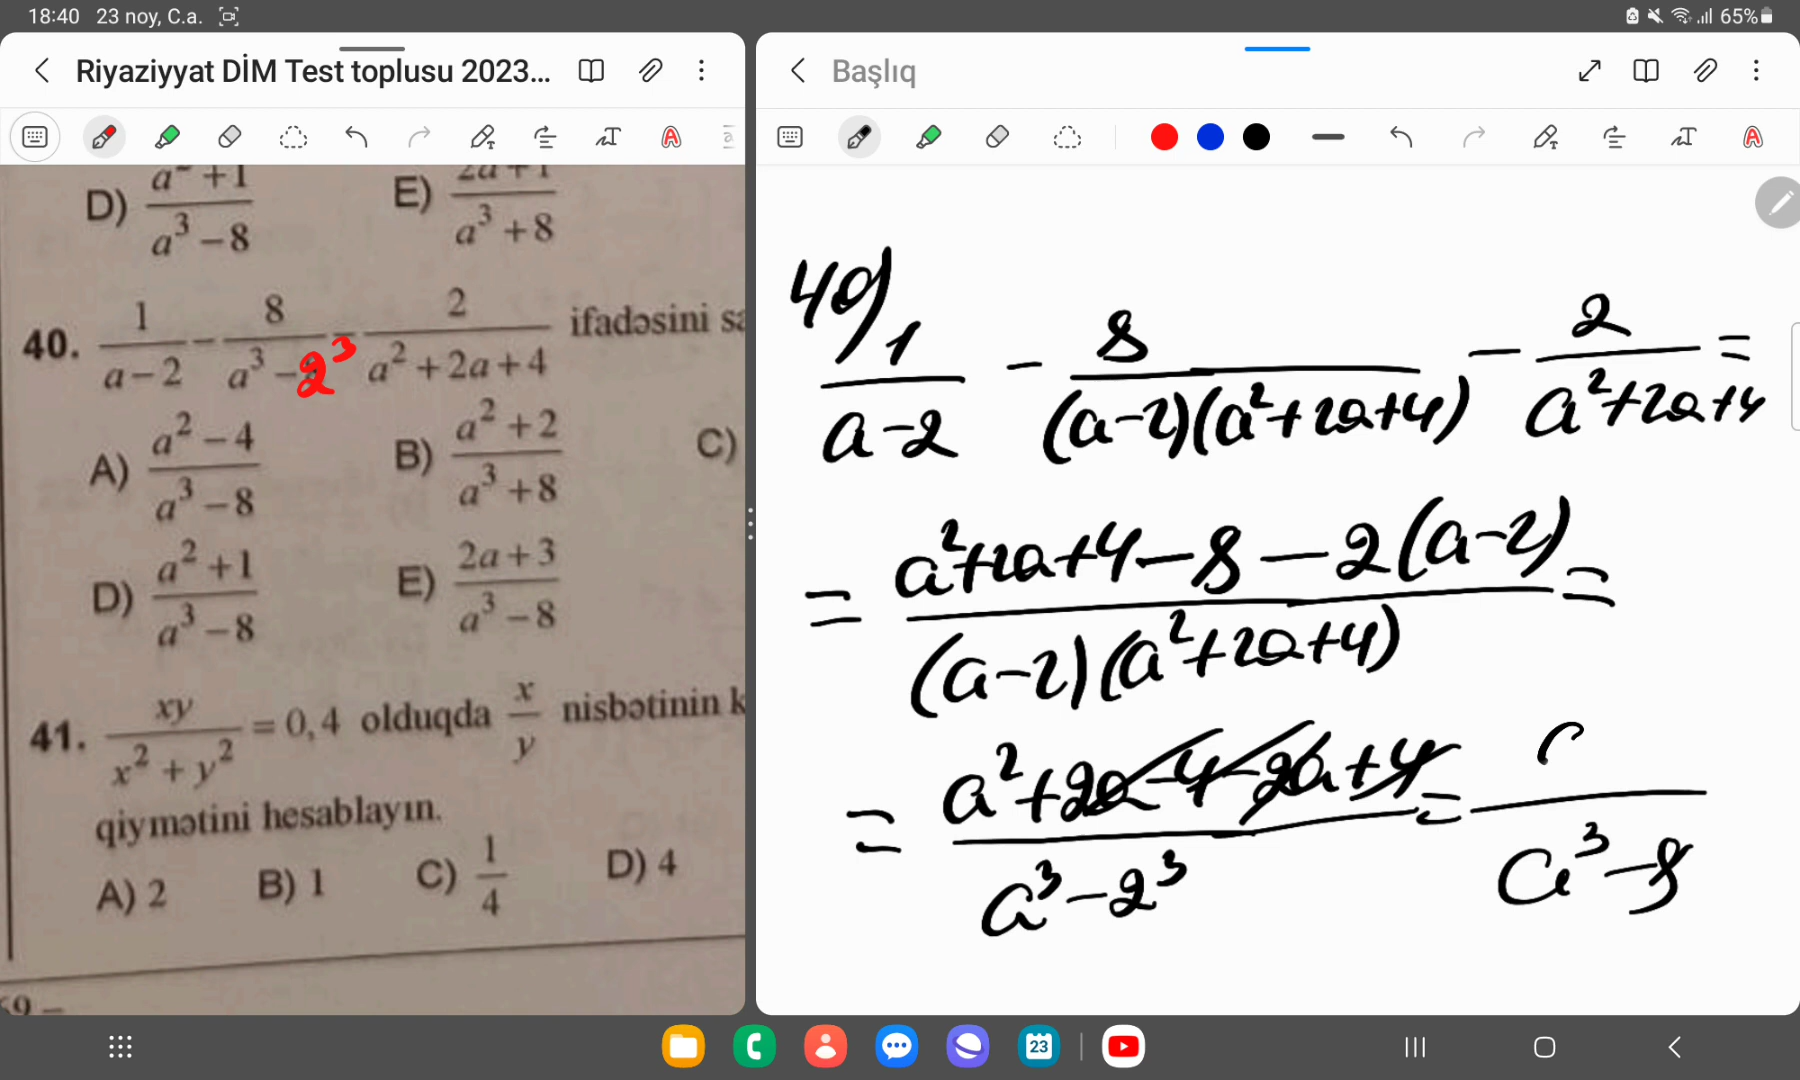 18:40 23 noy, C.a. 65%
Riyaziyyat DİM Test toplusu 2023...
D) a² + 1 / a³ − 8 E) 2a + 1 / a³ + 8
40. 1 / a − 2 − 8 / a³ − 2³ − 2 / a² + 2a + 4 ifadəsini
A) a² − 4 / a³ − 8 B) a² + 2 / a³ + 8 C)
D) a² + 1 / a³ − 8 E) 2a + 3 / a³ − 8
41. xy / x² + y² = 0,4 olduqda x / y nisbətinin
qiymətini hesablayın.
A) 2 B) 1 C) 1 / 4 D) 4
Başlıq
40)
1 / a−2 − 8 / (a−2)(a²+2a+4) − 2 / a²+2a+4 =
= a²+2a+4−8−2(a−2) / (a−2)(a²+2a+4) =
= a²+2a−4−2a+4 / a³−2³ = / a³−8
23